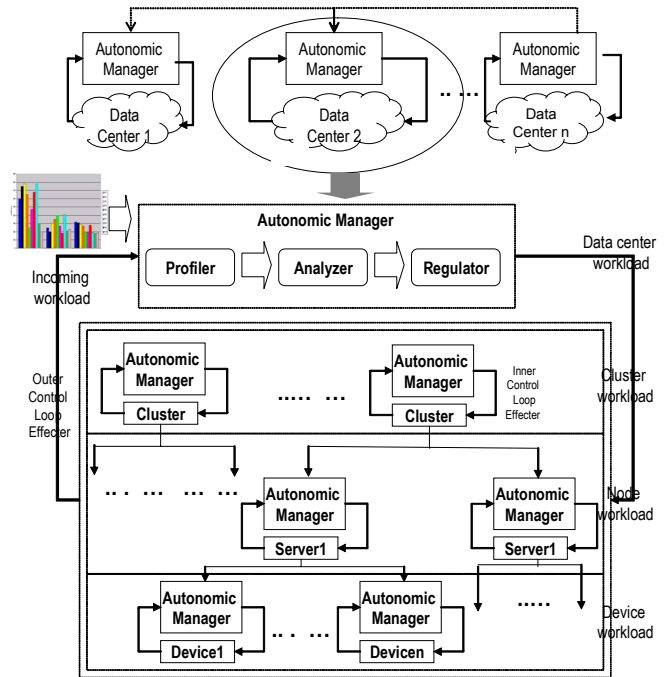 Autonomic
Manager
Autonomic
Manager
Autonomic
Manager
Data
Center 1
Data
Center 2
Data
Center n
Autonomic Manager
Profiler
Analyzer
Regulator
Incoming
workload
Data center
workload
Autonomic
Manager
Cluster
Autonomic
Manager
Cluster
Inner
Control
Loop
Effecter
Outer
Control
Loop
Effecter
Cluster
workload
Autonomic
Manager
Server1
Autonomic
Manager
Server1
Node
workload
Autonomic
Manager
Device1
Autonomic
Manager
Devicen
Device
workload